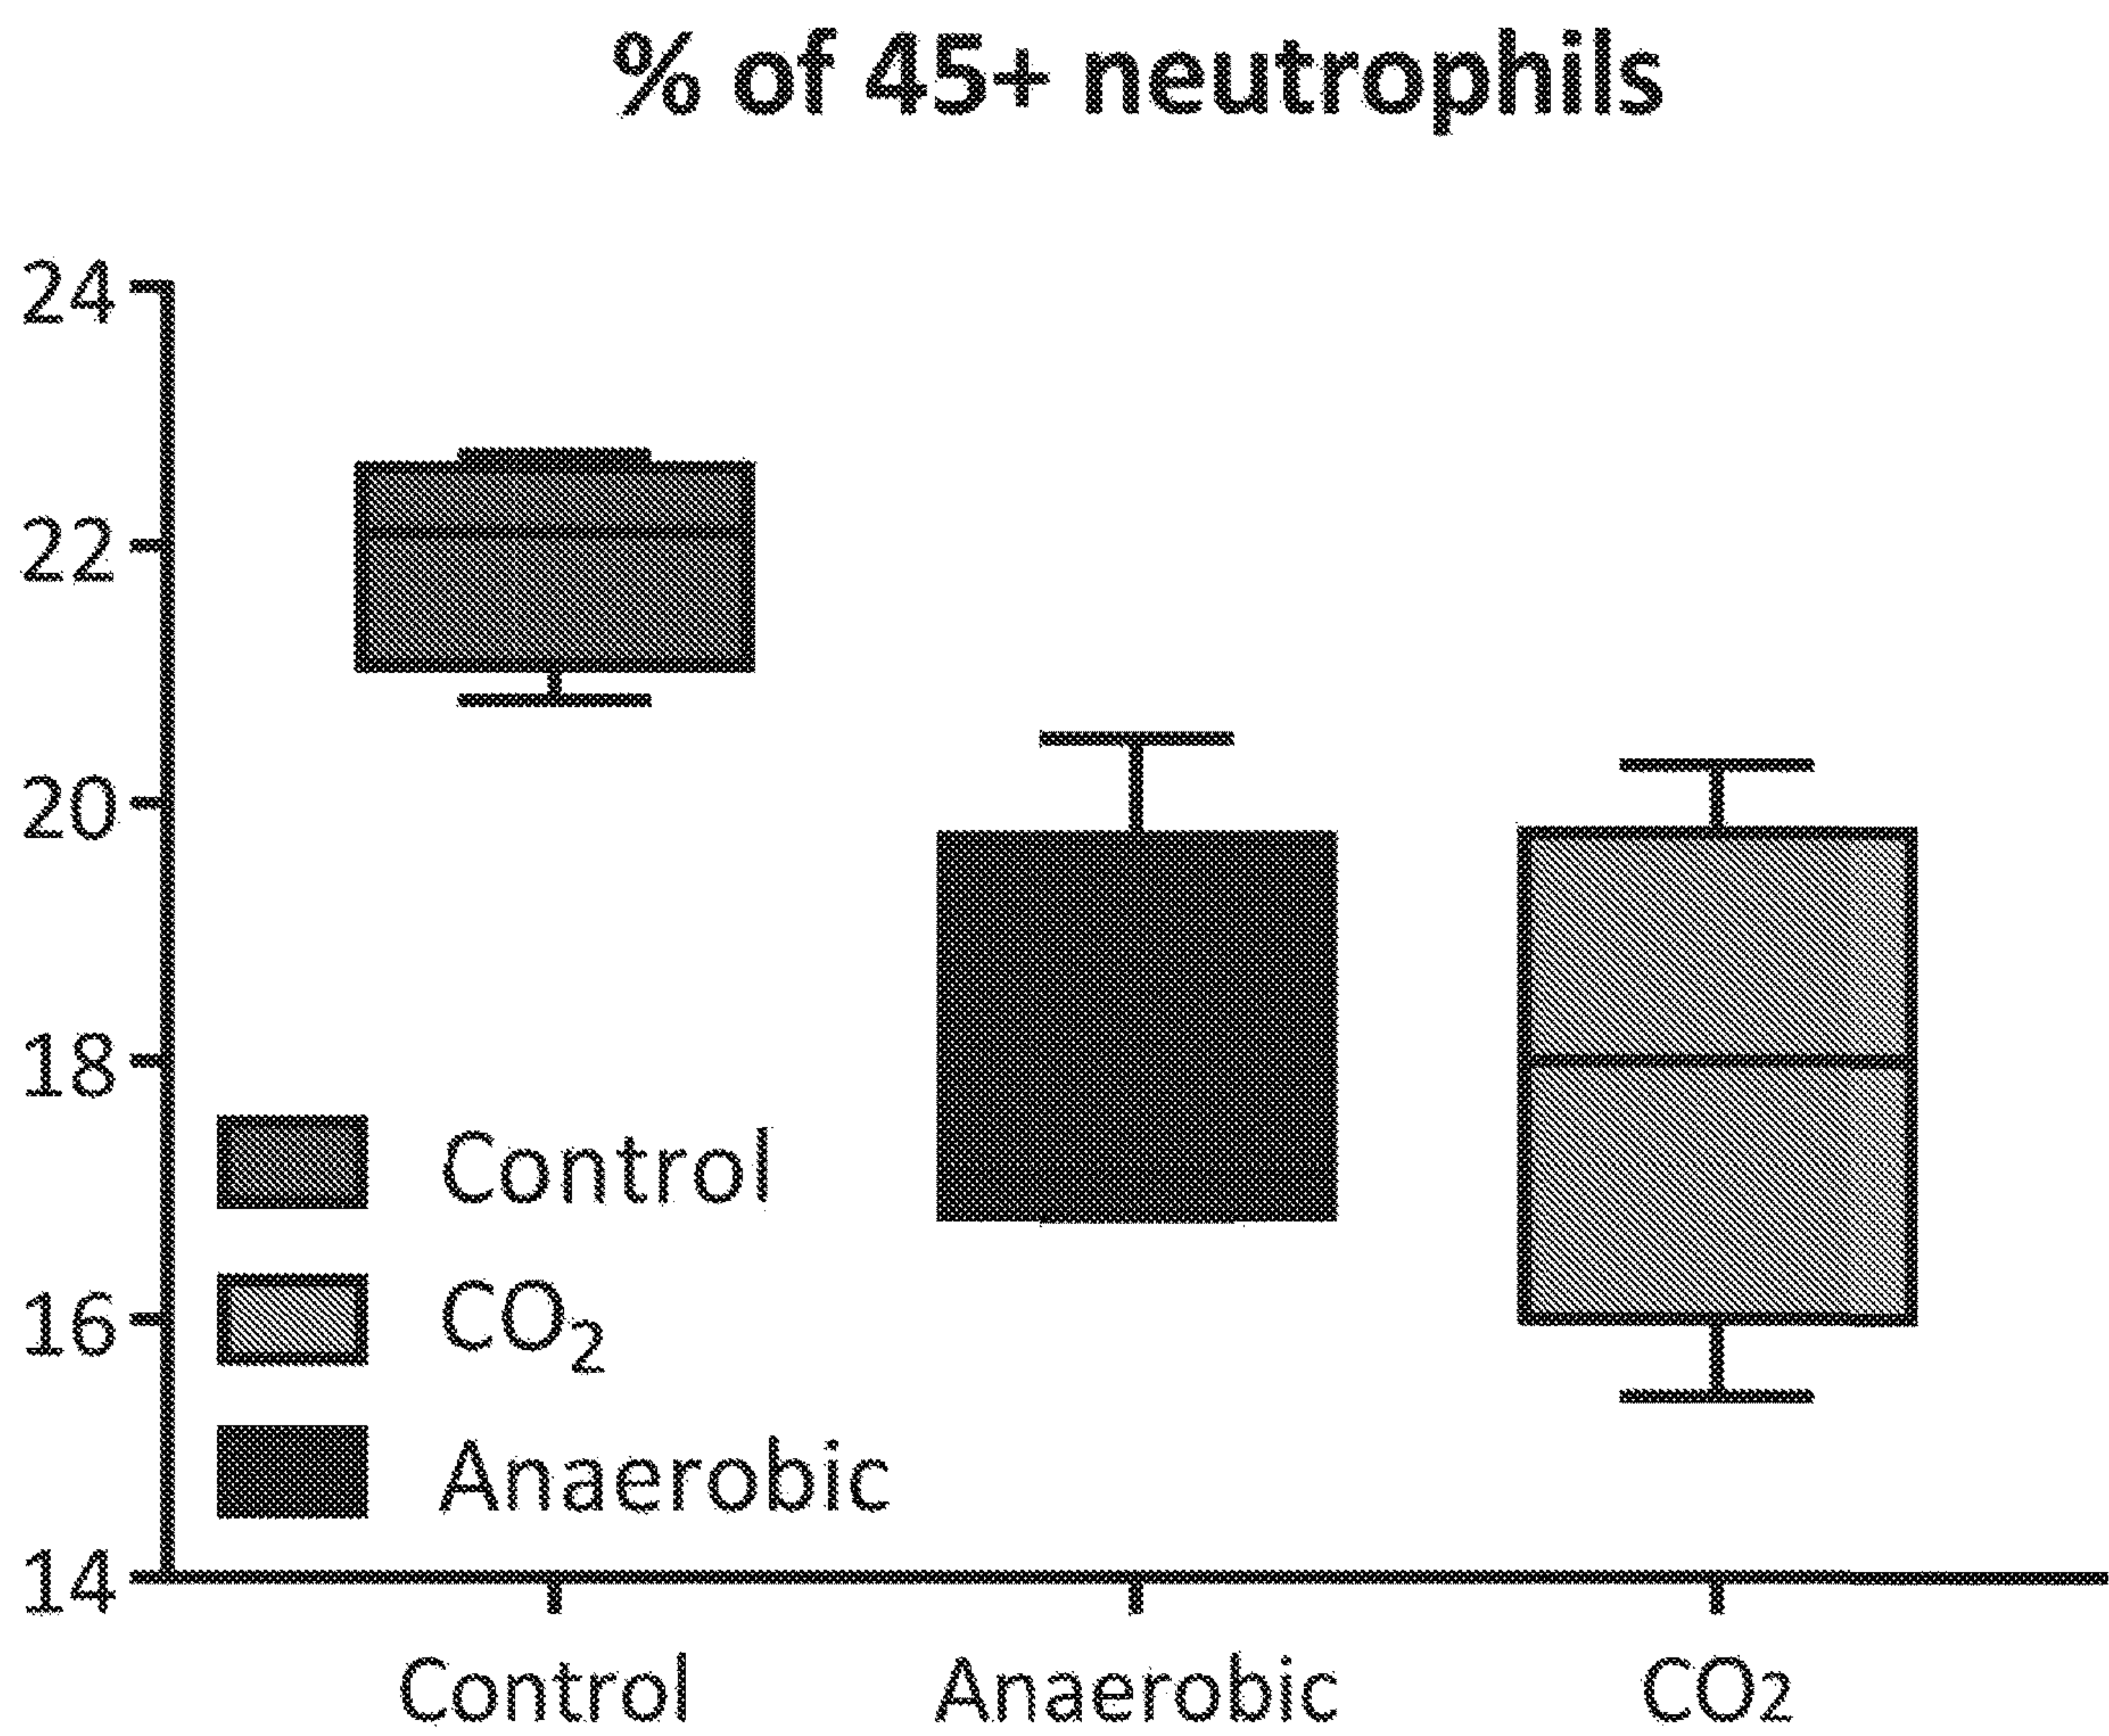 % of 45+ neutrophils
24
22
20
18
16
14
Control
CO₂
Anaerobic
Control Anaerobic CO2